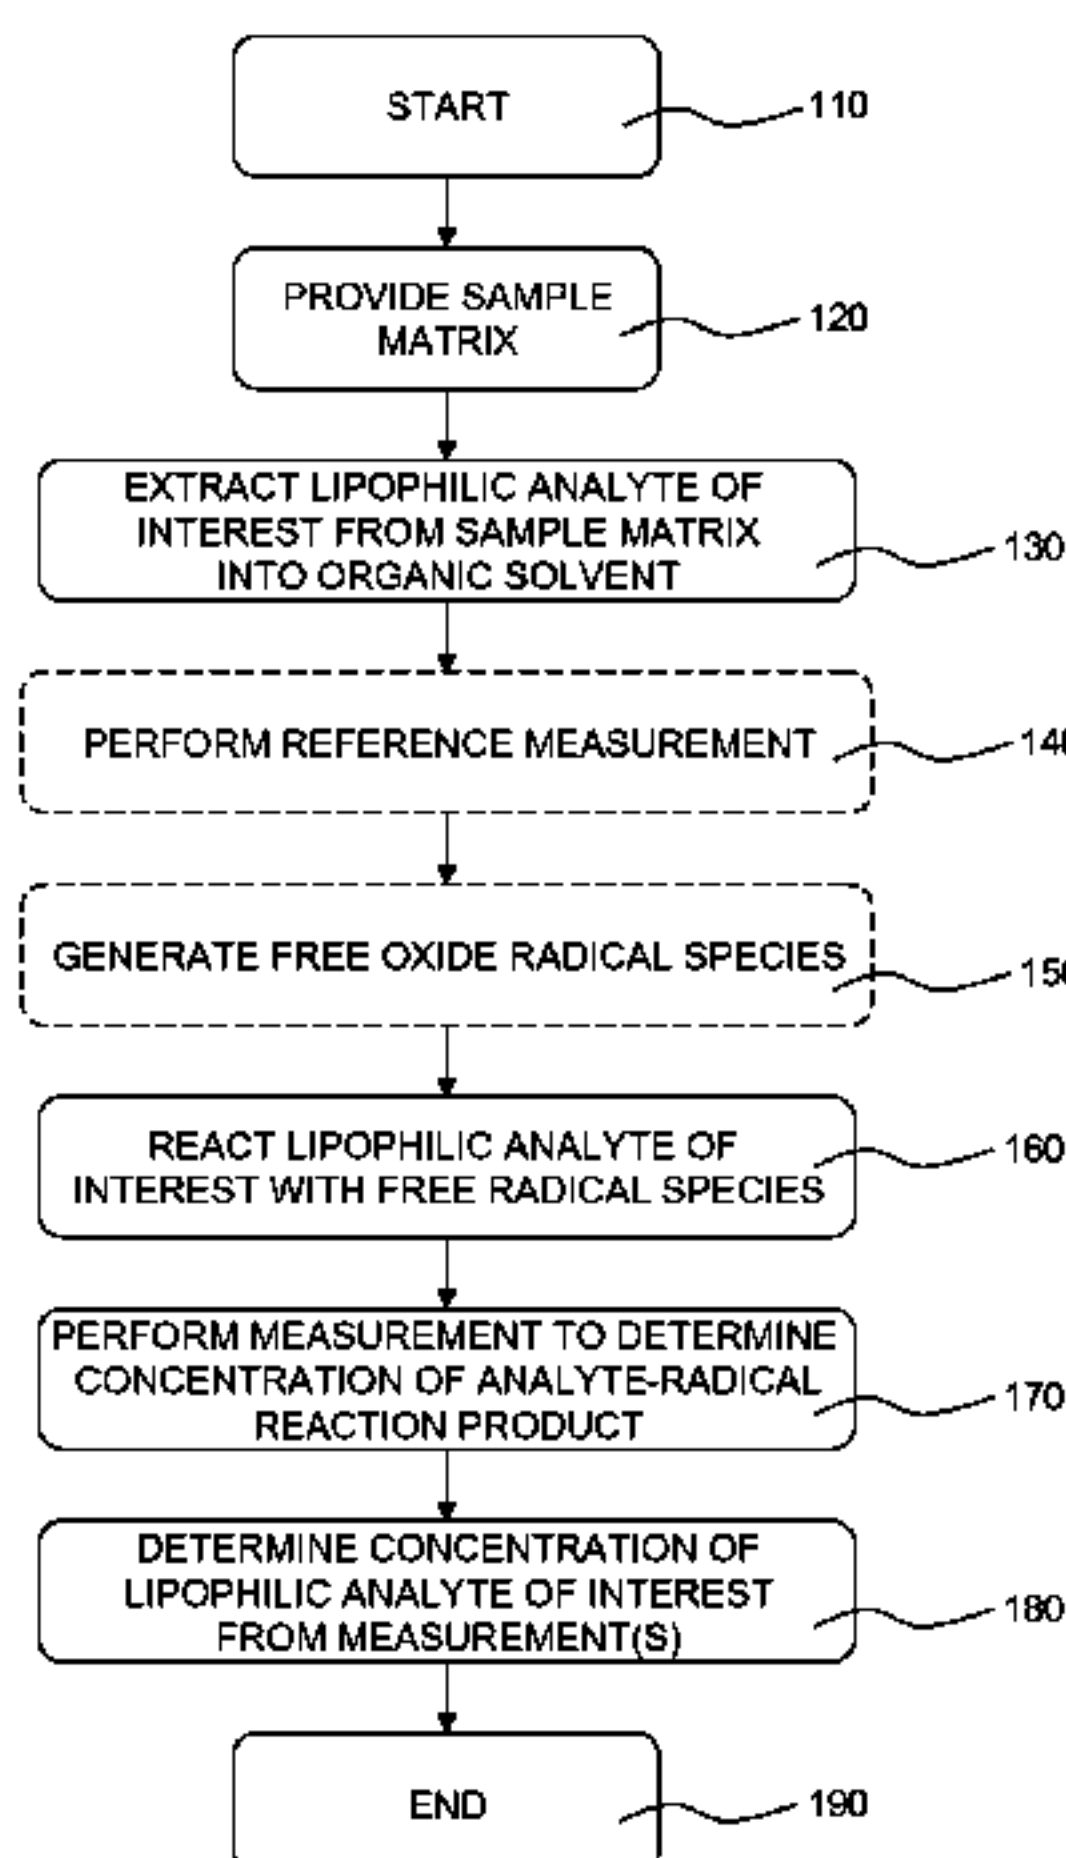 START
110
PROVIDE SAMPLE
MATRIX
120
EXTRACT LIPOPHILIC ANALYTE OF
INTEREST FROM SAMPLE MATRIX
INTO ORGANIC SOLVENT
130
PERFORM REFERENCE MEASUREMENT
140
GENERATE FREE OXIDE RADICAL SPECIES
150
REACT LIPOPHILIC ANALYTE OF
INTEREST WITH FREE RADICAL SPECIES
160
PERFORM MEASUREMENT TO DETERMINE
CONCENTRATION OF ANALYTE-RADICAL
REACTION PRODUCT
170
DETERMINE CONCENTRATION OF
LIPOPHILIC ANALYTE OF INTEREST
FROM MEASUREMENT(S)
180
END
190